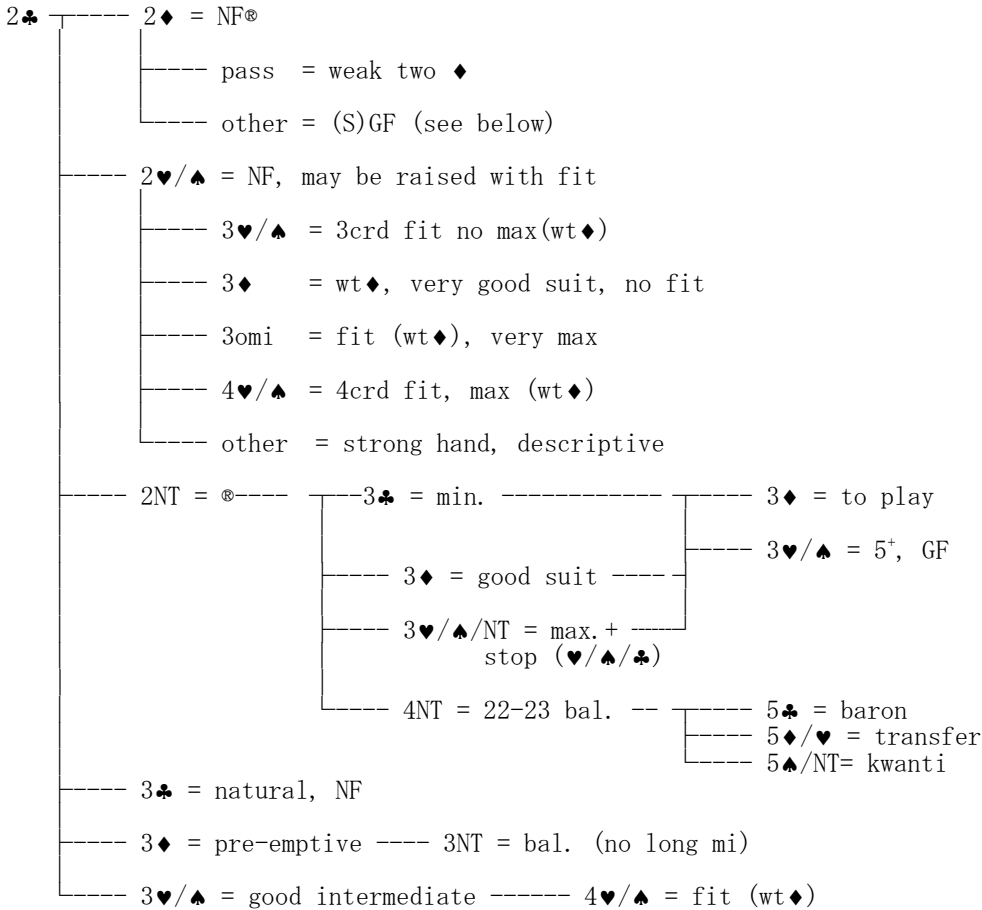 2♣ 2♦ = NF®
pass = weak two ♦
other = (S)GF (see below)
2♥/♠ = NF, may be raised with fit
3♥/♠ = 3crd fit no max(wt♦)
3♦ = wt♦, very good suit, no fit
3omi = fit (wt♦), very max
4♥/♠ = 4crd fit, max (wt♦)
other = strong hand, descriptive
2NT = ® 3♣ = min. 3♦ = to play
3♥/♠ = 5⁺, GF
3♦ = good suit
3♥/♠/NT = max.+
stop (♥/♠/♣)
4NT = 22-23 bal. 5♣ = baron
5♦/♥ = transfer
5♠/NT= kwanti
3♣ = natural, NF
3♦ = pre-emptive ---- 3NT = bal. (no long mi)
3♥/♠ = good intermediate ------ 4♥/♠ = fit (wt♦)